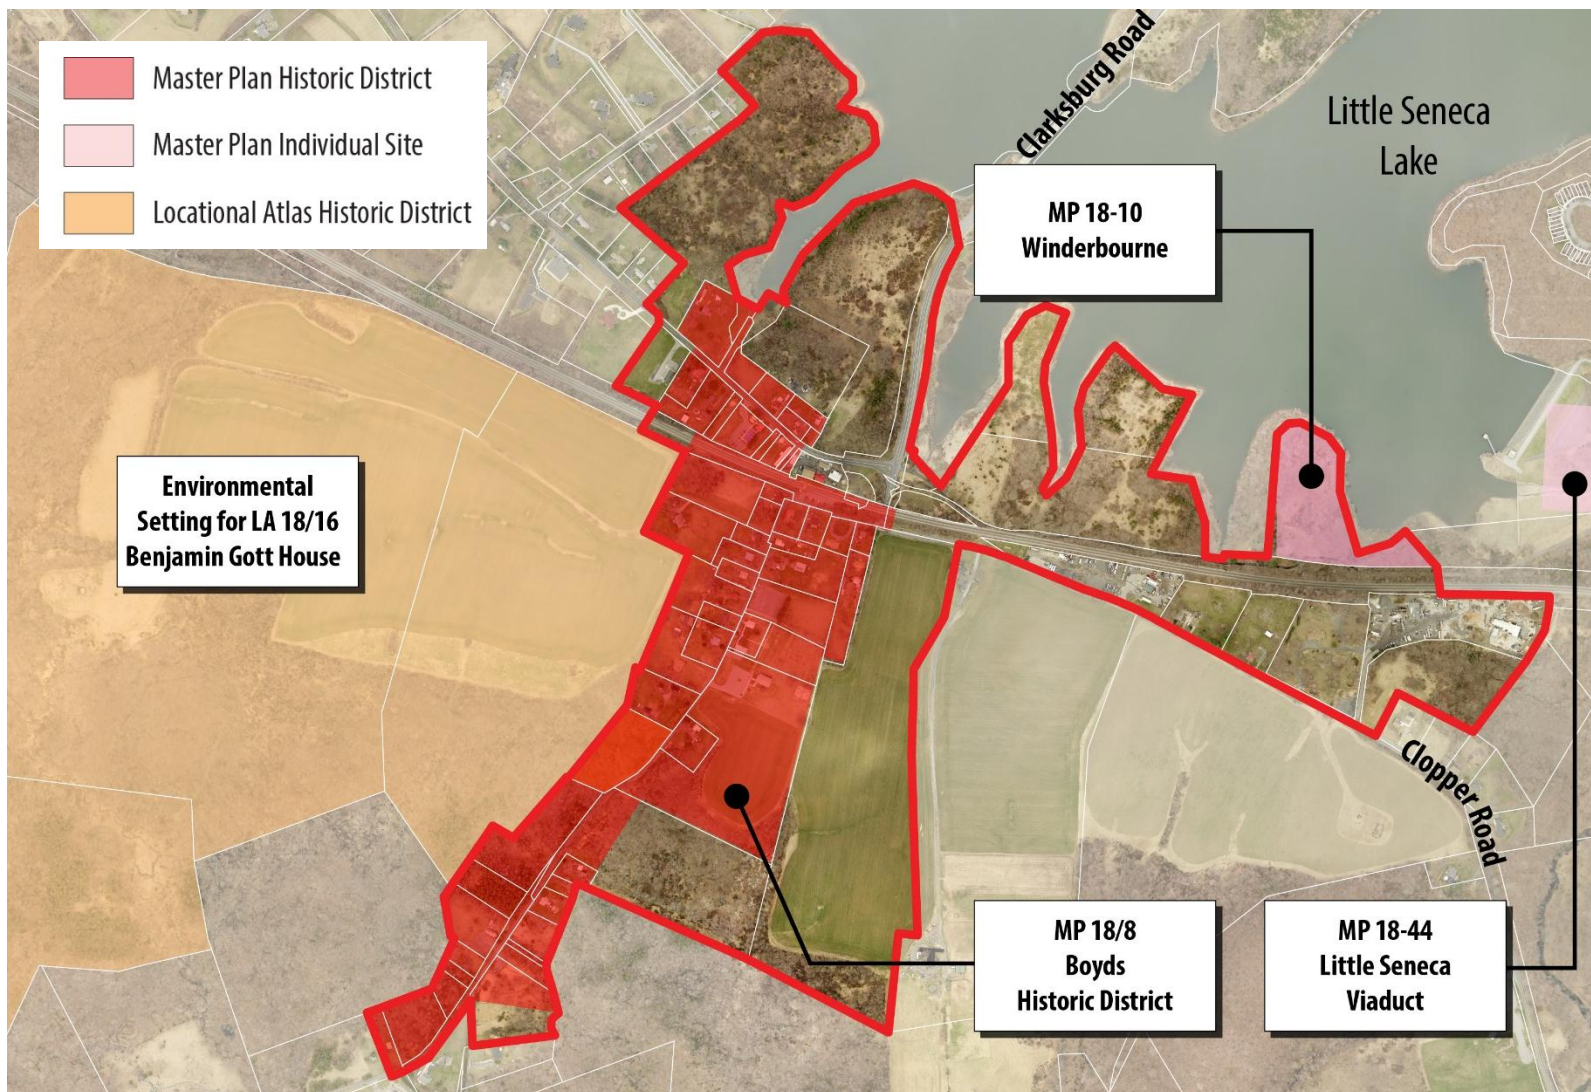 Master Plan Historic District
Master Plan Individual Site
Locational Atlas Historic District
Clarksburg Road
Little Seneca
Lake
MP 18-10
Winderbourne
Environmental
Setting for LA 18/16
Benjamin Gott House
Clopper Road
MP 18/8
Boyds
Historic District
MP 18-44
Little Seneca
Viaduct